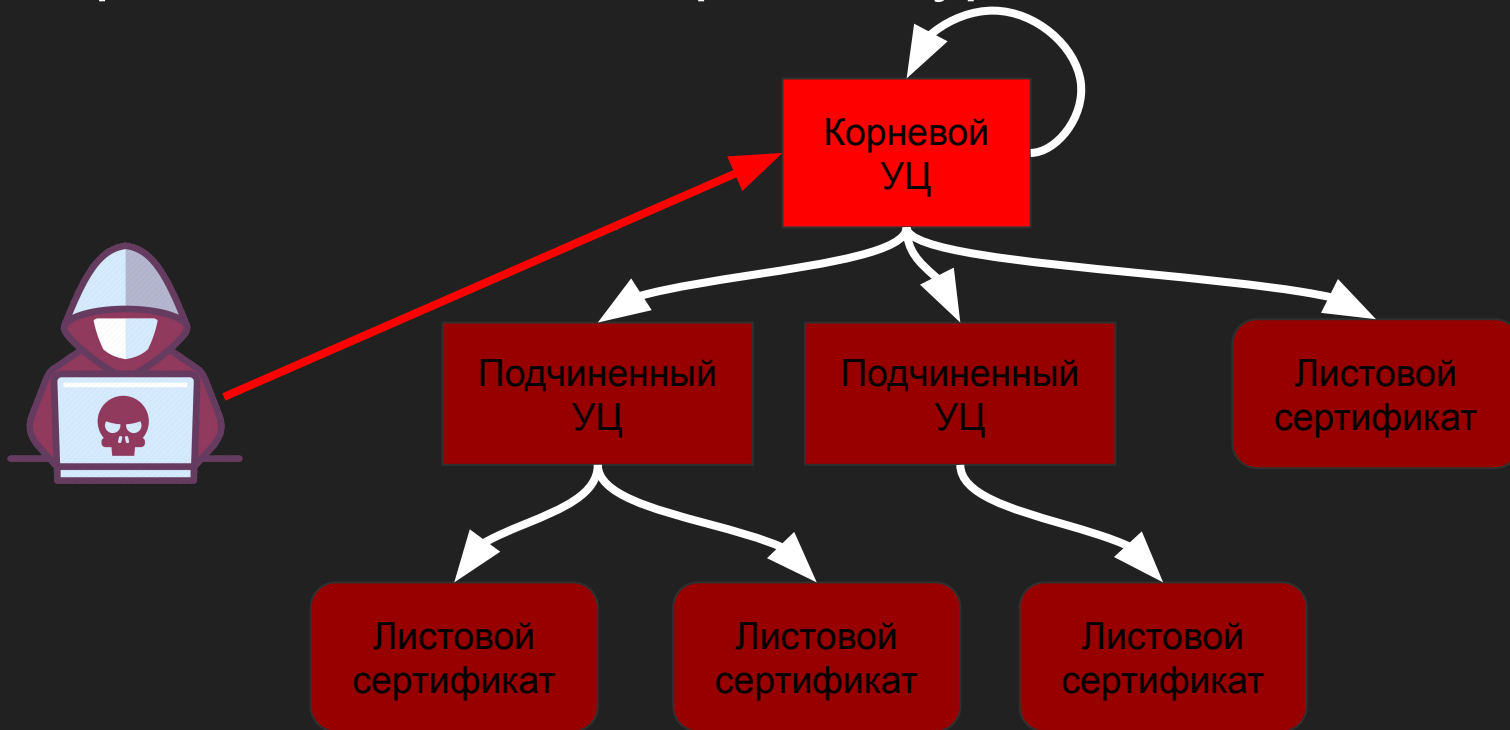 Корневой
УЦ
Подчиненный
УЦ
Подчиненный
УЦ
Листовой
сертификат
Листовой
сертификат
Листовой
сертификат
Листовой
сертификат